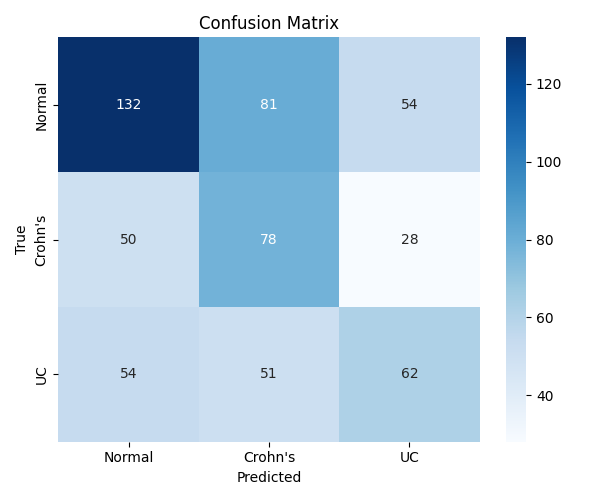 Confusion Matrix
True
Normal
132
81
54
Crohn's
50
78
28
UC
54
51
62
Normal
Crohn's
UC
Predicted
120
100
80
60
40